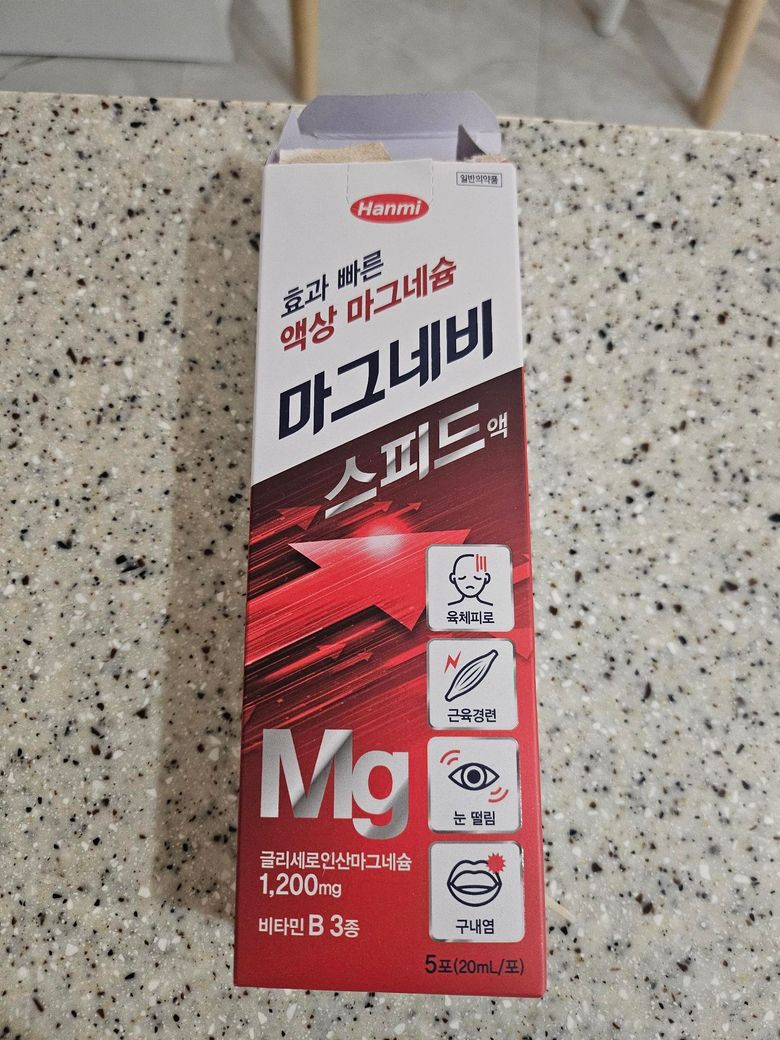 Hanmi
일반의약품
효과 빠른
액상 마그네슘
마그네비
스피드액
육체피로
근육경련
눈 떨림
구내염
Mg
글리세로인산마그네슘
1,200mg
비타민 B 3종
5포(20mL/포)